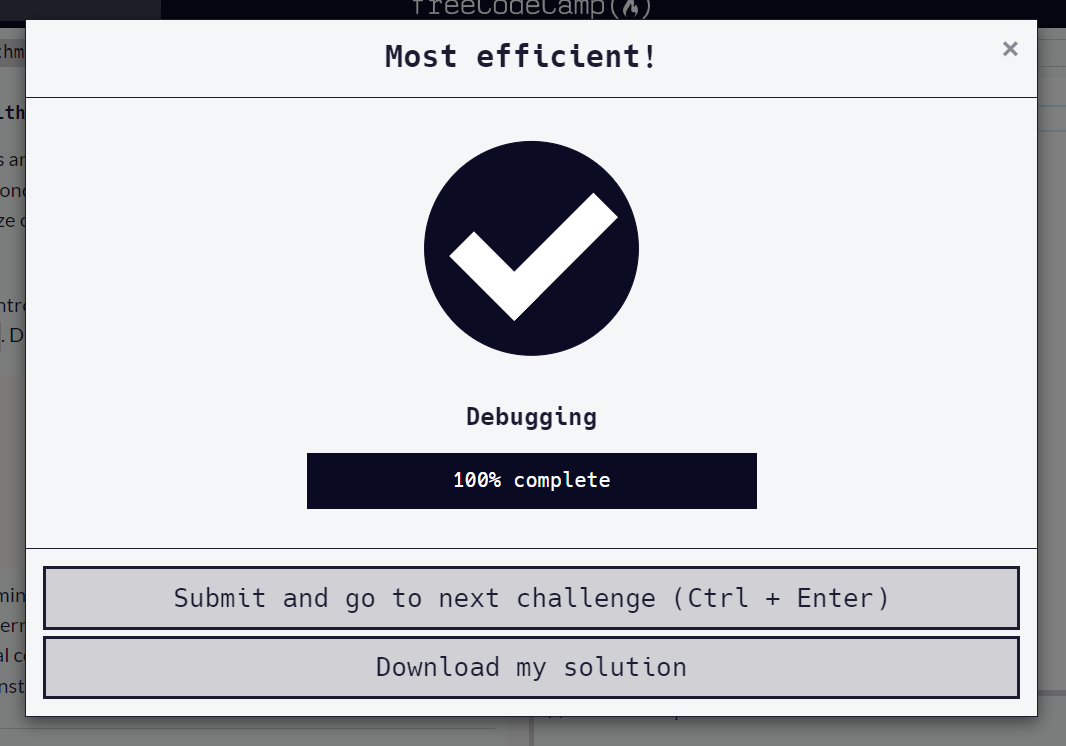 freeCodeCamp(🔥)
Most efficient!
×
Debugging
100% complete
Submit and go to next challenge (Ctrl + Enter)
Download my solution